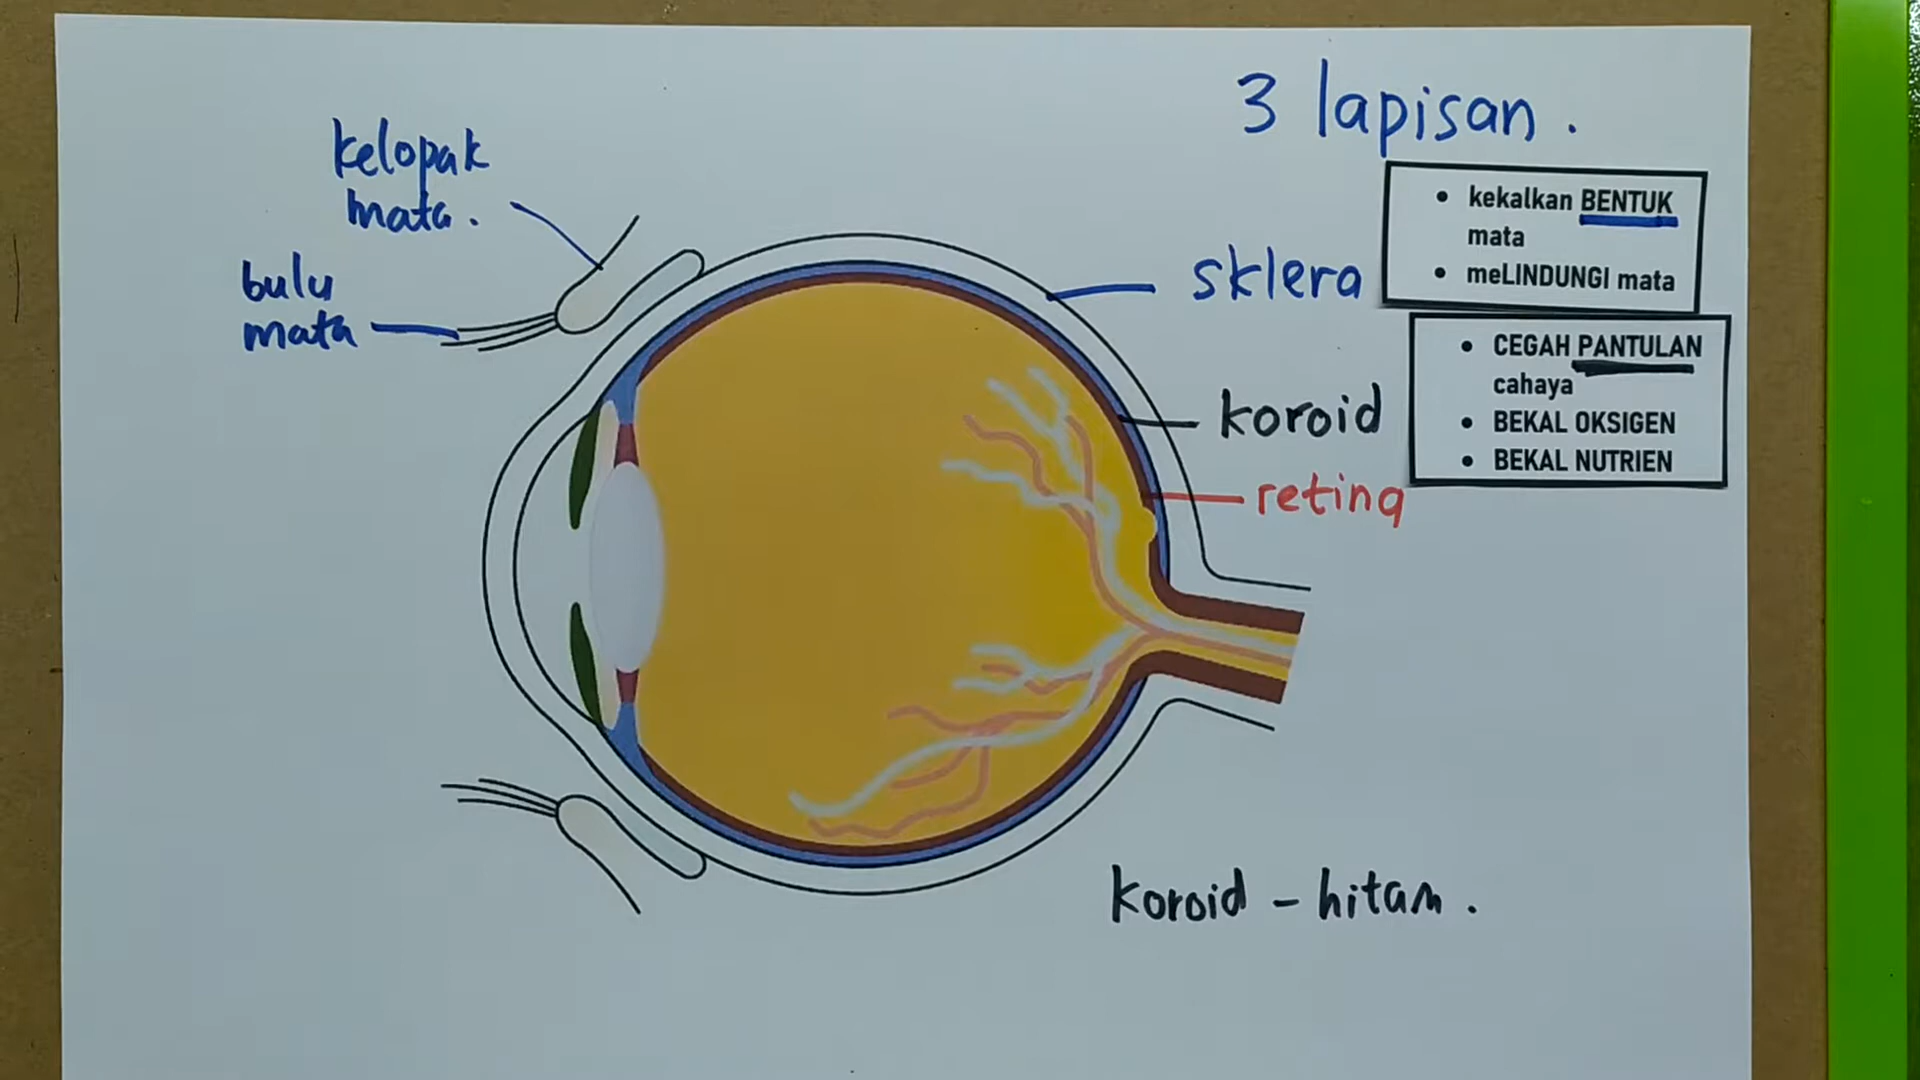 3 lapisan.
kelopak
mata.
bulu
mata
sklera
• kekalkan BENTUK
mata
• meLINDUNGI mata
koroid
• CEGAH PANTULAN
cahaya
• BEKAL OKSIGEN
• BEKAL NUTRIEN
retina
koroid - hitam.